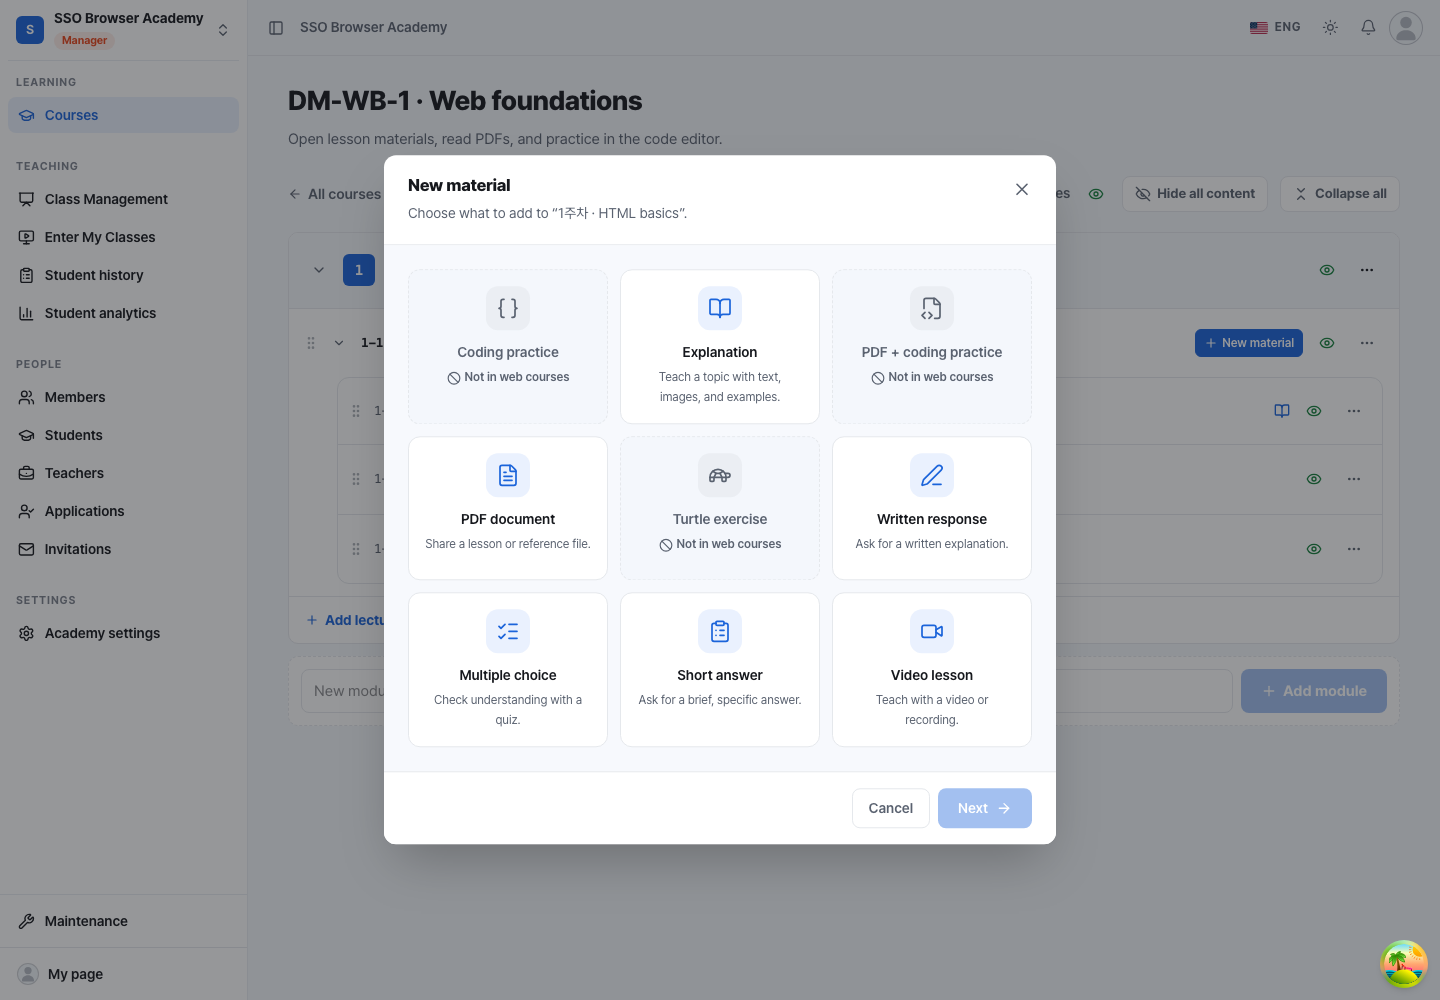 S
SSO Browser Academy
Manager
LEARNING
Courses
TEACHING
Class Management
Enter My Classes
Student history
Student analytics
PEOPLE
Members
Students
Teachers
Applications
Invitations
SETTINGS
Academy settings
Maintenance
My page
SSO Browser Academy
ENG
DM-WB-1 · Web foundations
Open lesson materials, read PDFs, and practice in the code editor.
All courses
Hide all content
Collapse all
1
1-1
New material
Add lectu
New modu
Add module
New material
Choose what to add to “1주차 · HTML basics”.
Coding practice
Not in web courses
Explanation
Teach a topic with text,
images, and examples.
PDF + coding practice
Not in web courses
PDF document
Share a lesson or reference file.
Turtle exercise
Not in web courses
Written response
Ask for a written explanation.
Multiple choice
Check understanding with a
quiz.
Short answer
Ask for a brief, specific answer.
Video lesson
Teach with a video or
recording.
Cancel
Next